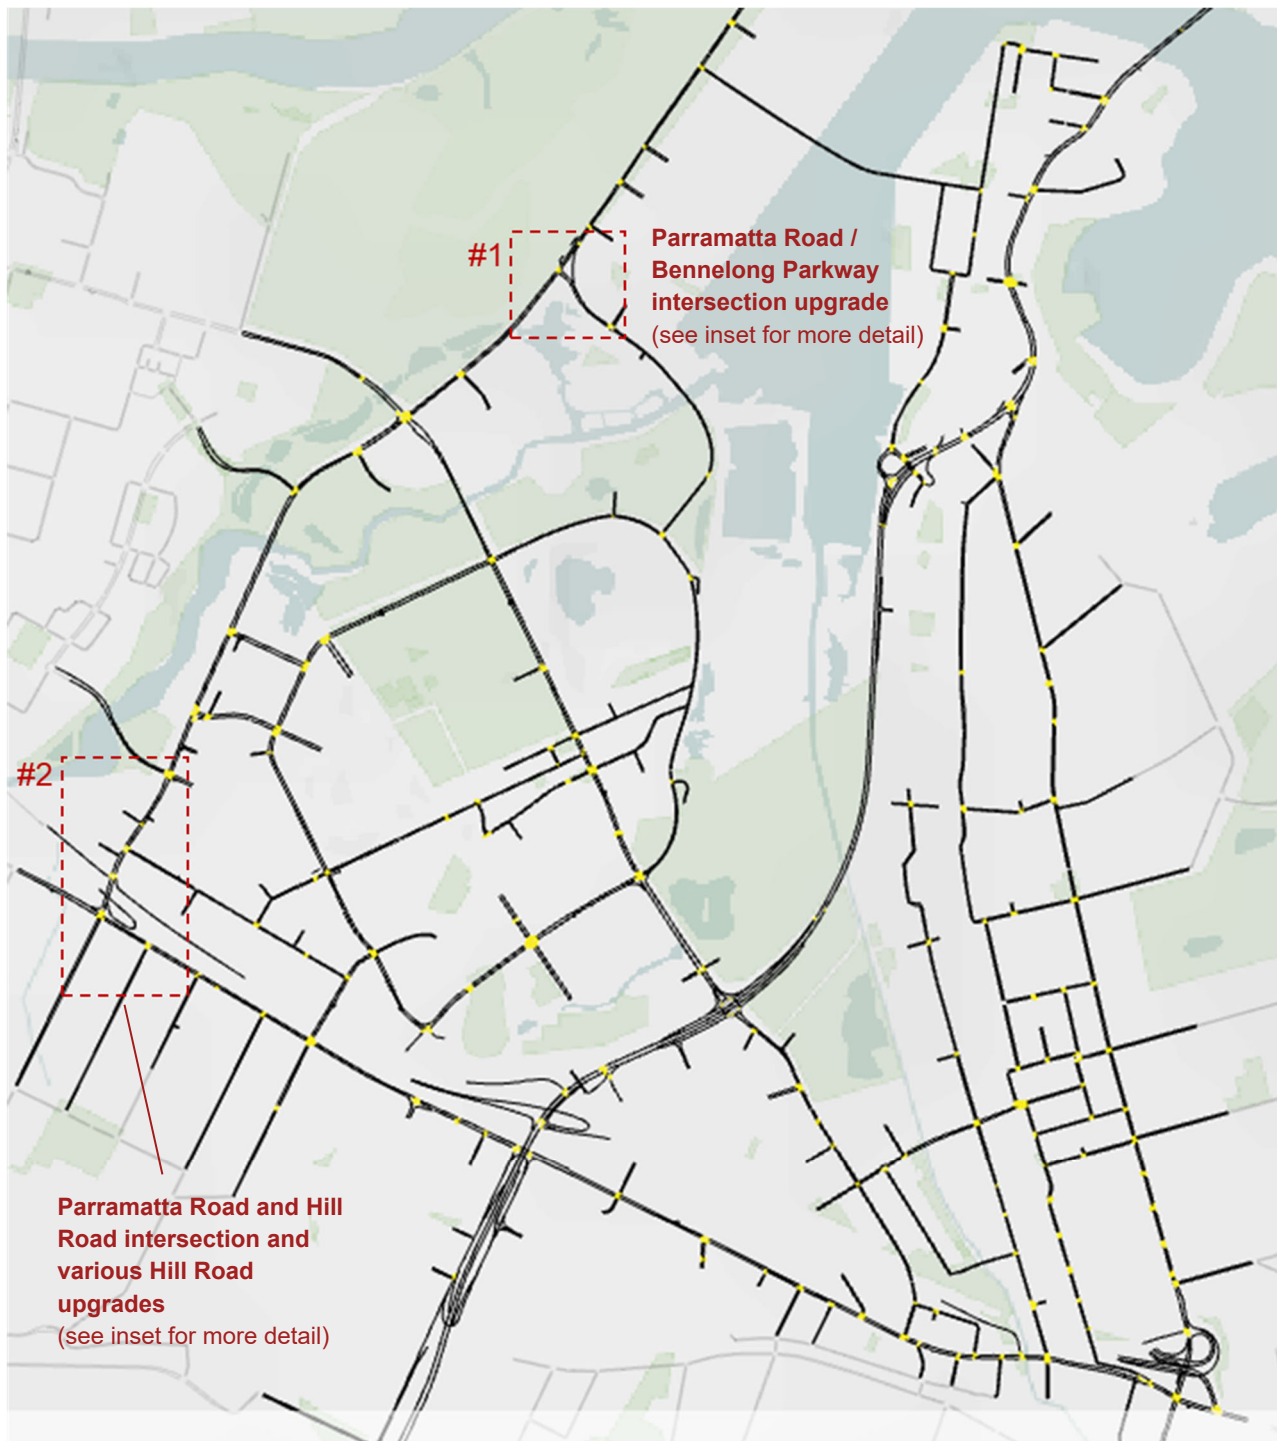 #1
Parramatta Road /
Bennelong Parkway
intersection upgrade
(see inset for more detail)
#2
Parramatta Road and Hill
Road intersection and
various Hill Road
upgrades
(see inset for more detail)